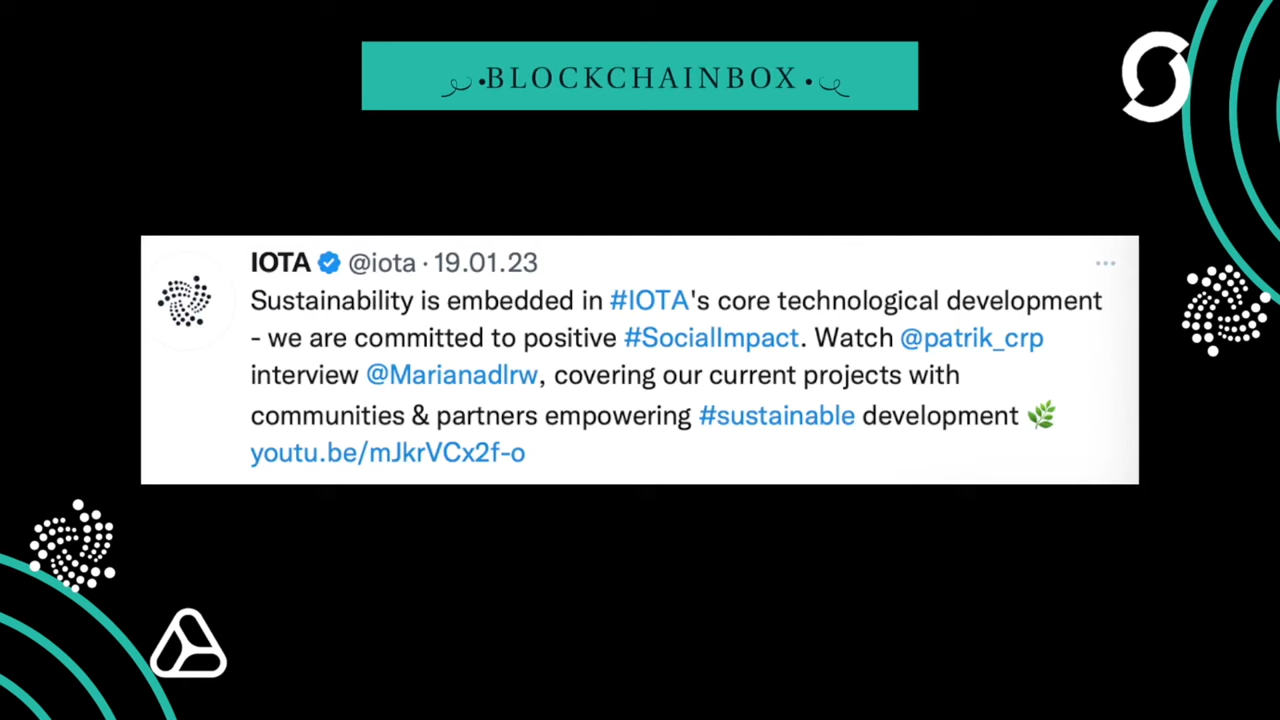 •BLOCKCHAINBOX•
IOTA @iota · 19.01.23
Sustainability is embedded in #IOTA's core technological development
- we are committed to positive #SocialImpact. Watch @patrik_crp
interview @Marianadlrw, covering our current projects with
communities & partners empowering #sustainable development 🌿
youtu.be/mJkrVCx2f-o